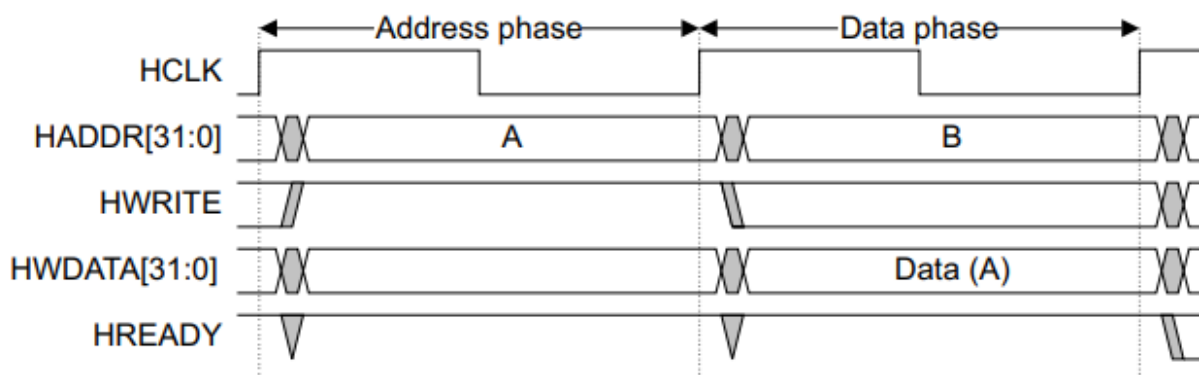 Address phase Data phase
HCLK
HADDR[31:0] A B
HWRITE
HWDATA[31:0] Data (A)
HREADY